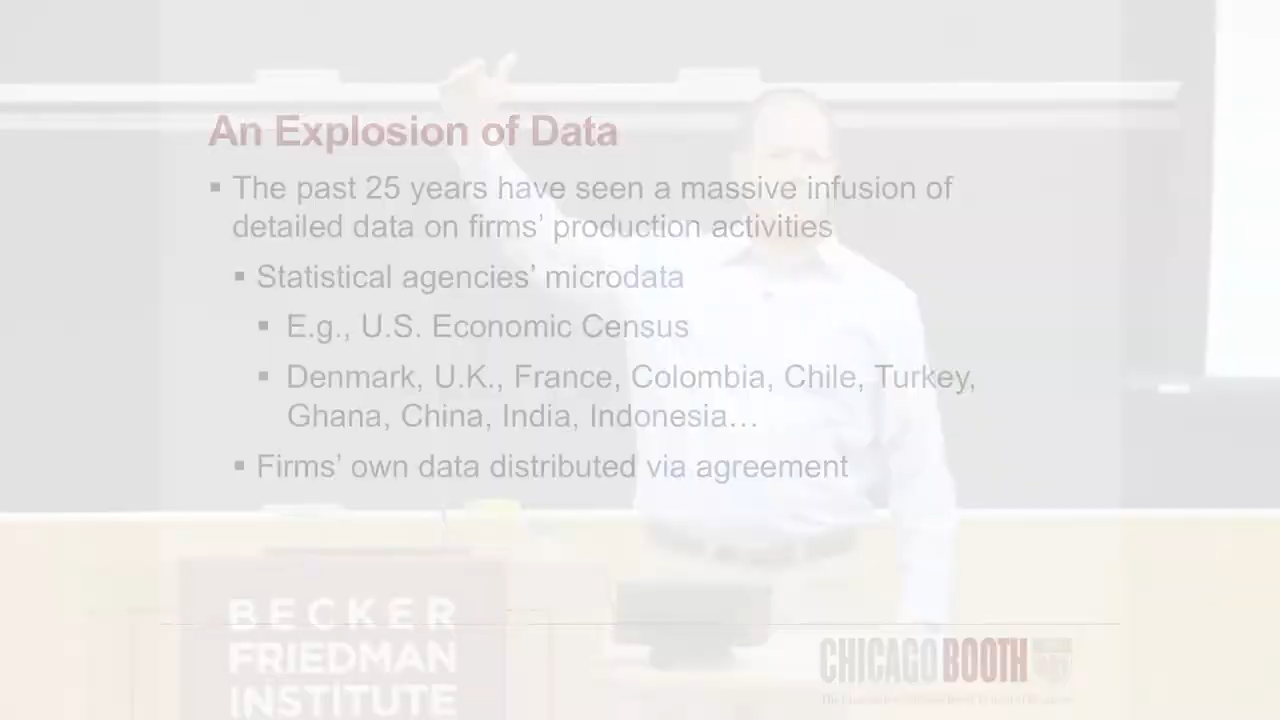 An Explosion of Data
▪ The past 25 years have seen a massive infusion of
detailed data on firms’ production activities
▪ Statistical agencies’ microdata
▪ E.g., U.S. Economic Census
▪ Denmark, U.K., France, Colombia, Chile, Turkey,
Ghana, China, India, Indonesia…
▪ Firms’ own data distributed via agreement
BECKER
FRIEDMAN
INSTITUTE
CHICAGO BOOTH